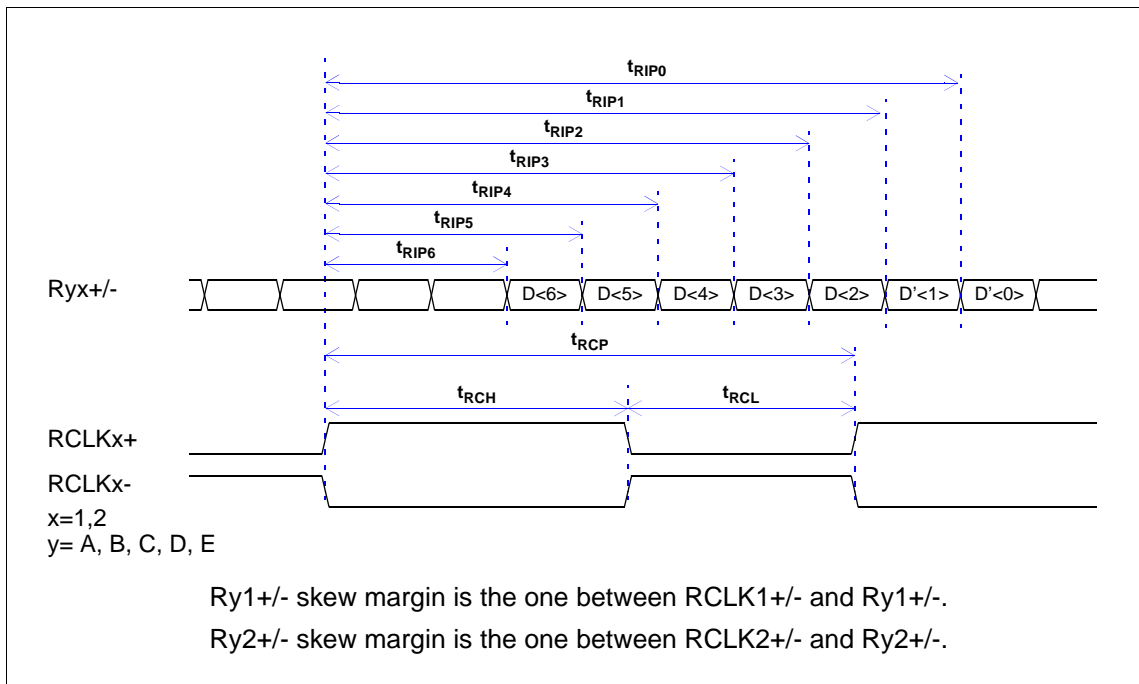 tRIP0
tRIP1
tRIP2
tRIP3
tRIP4
tRIP5
tRIP6
Ryx+/- D<6> D<5> D<4> D<3> D<2> D'<1> D'<0>
tRCP
tRCH tRCL
RCLKx+
RCLKx-
x=1,2
y= A, B, C, D, E
Ry1+/- skew margin is the one between RCLK1+/- and Ry1+/-.
Ry2+/- skew margin is the one between RCLK2+/- and Ry2+/-.